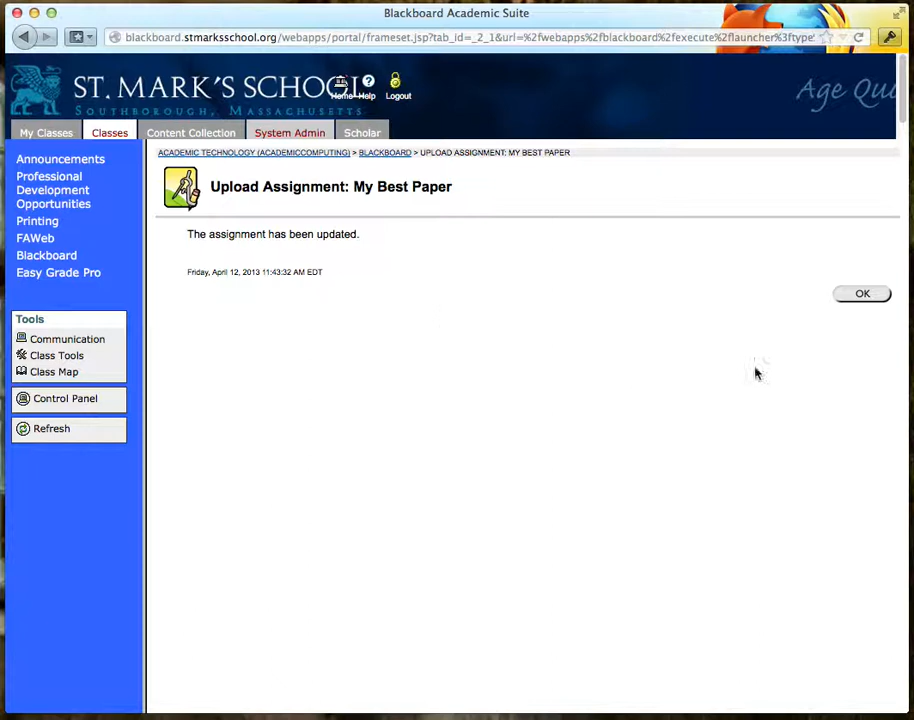 Blackboard Academic Suite
blackboard.stmarksschool.org/webapps/portal/frameset.jsp?tab_id=_2_1&url=%2fwebapps%2fblackboard%2fexecute%2flauncher%3ftype
ST. MARK'S SCHOOL
SOUTHBOROUGH, MASSACHUSETTS
Home Help Logout
Age Qu
My Classes Classes Content Collection System Admin Scholar
Announcements
Professional
Development
Opportunities
Printing
FAWeb
Blackboard
Easy Grade Pro
Tools
Communication
Class Tools
Class Map
Control Panel
Refresh
ACADEMIC TECHNOLOGY (ACADEMICCOMPUTING) > BLACKBOARD > UPLOAD ASSIGNMENT: MY BEST PAPER
Upload Assignment: My Best Paper
The assignment has been updated.
Friday, April 12, 2013 11:43:32 AM EDT
OK